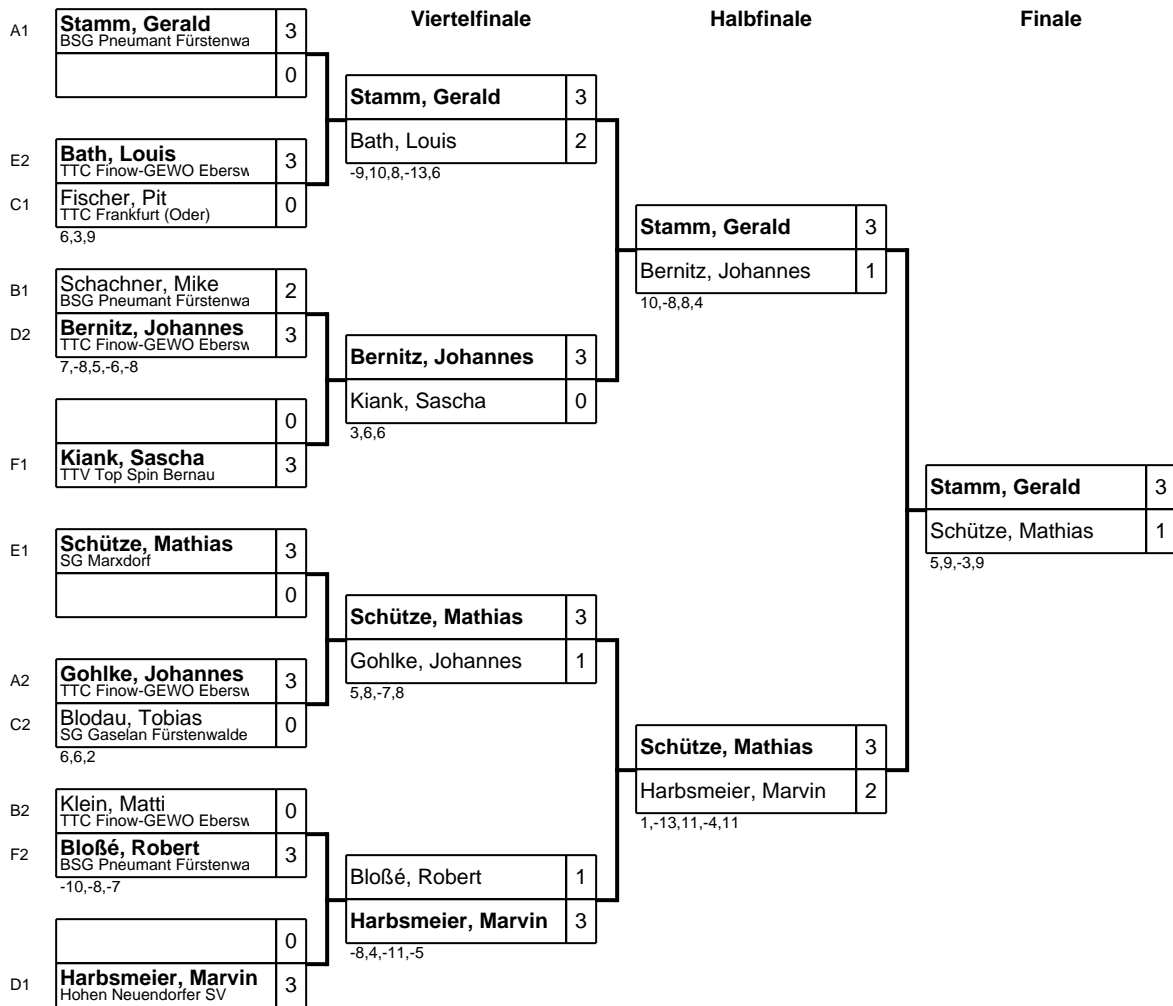 Viertelfinale
Halbfinale
Finale
A1
Stamm, Gerald
3
BSG Pneumant Fürstenwa
0
E2
Bath, Louis
3
TTC Finow-GEWO Ebersw
C1
Fischer, Pit
0
TTC Frankfurt (Oder)
6,3,9
B1
Schachner, Mike
2
BSG Pneumant Fürstenwa
D2
Bernitz, Johannes
3
TTC Finow-GEWO Ebersw
7,-8,5,-6,-8
0
F1
Kiank, Sascha
3
TTV Top Spin Bernau
E1
Schütze, Mathias
3
SG Marxdorf
0
A2
Gohlke, Johannes
3
TTC Finow-GEWO Ebersw
C2
Blodau, Tobias
0
SG Gaselan Fürstenwalde
6,6,2
B2
Klein, Matti
0
TTC Finow-GEWO Ebersw
F2
Bloßé, Robert
3
BSG Pneumant Fürstenwa
-10,-8,-7
0
D1
Harbsmeier, Marvin
3
Hohen Neuendorfer SV
Stamm, Gerald
3
Bath, Louis
2
-9,10,8,-13,6
Bernitz, Johannes
3
Kiank, Sascha
0
3,6,6
Schütze, Mathias
3
Gohlke, Johannes
1
5,8,-7,8
Bloßé, Robert
1
Harbsmeier, Marvin
3
-8,4,-11,-5
Stamm, Gerald
3
Bernitz, Johannes
1
10,-8,8,4
Schütze, Mathias
3
Harbsmeier, Marvin
2
1,-13,11,-4,11
Stamm, Gerald
3
Schütze, Mathias
1
5,9,-3,9